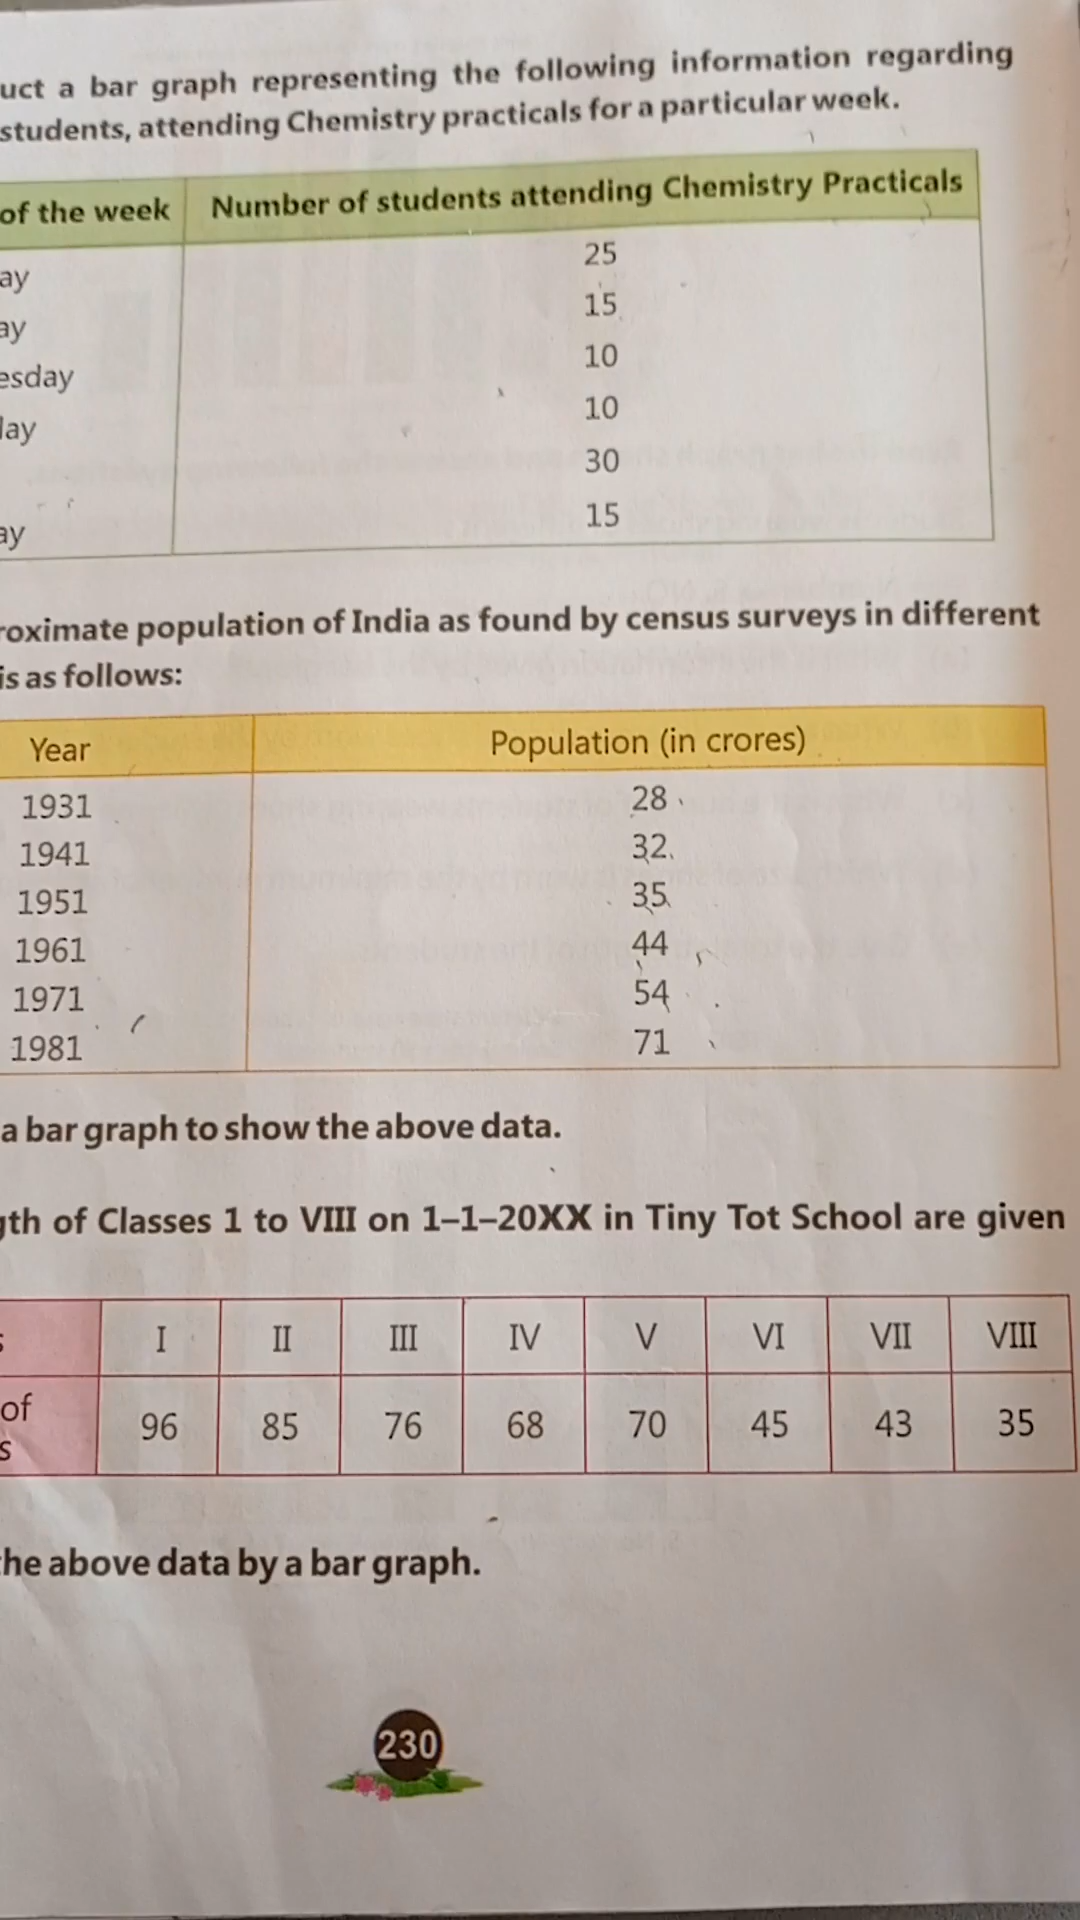 uct a bar graph representing the following information regarding
students, attending Chemistry practicals for a particular week.
of the week Number of students attending Chemistry Practicals
ay 25
ay 15
esday 10
day 10
30
ay 15
roximate population of India as found by census surveys in different
is as follows:
Year Population (in crores)
1931 28
1941 32
1951 35
1961 44
1971 54
1981 71
a bar graph to show the above data.
gth of Classes 1 to VIII on 1–1–20XX in Tiny Tot School are given
s I II III IV V VI VII VIII
of
s 96 85 76 68 70 45 43 35
the above data by a bar graph.
230